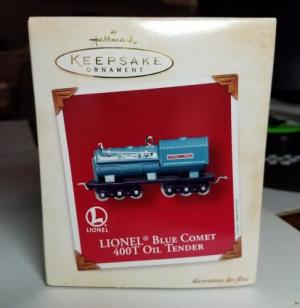 Hallmark
KEEPSAKE
ORNAMENT
LIONEL
LIONEL® BLUE COMET
400T OIL TENDER
décoration des fêtes